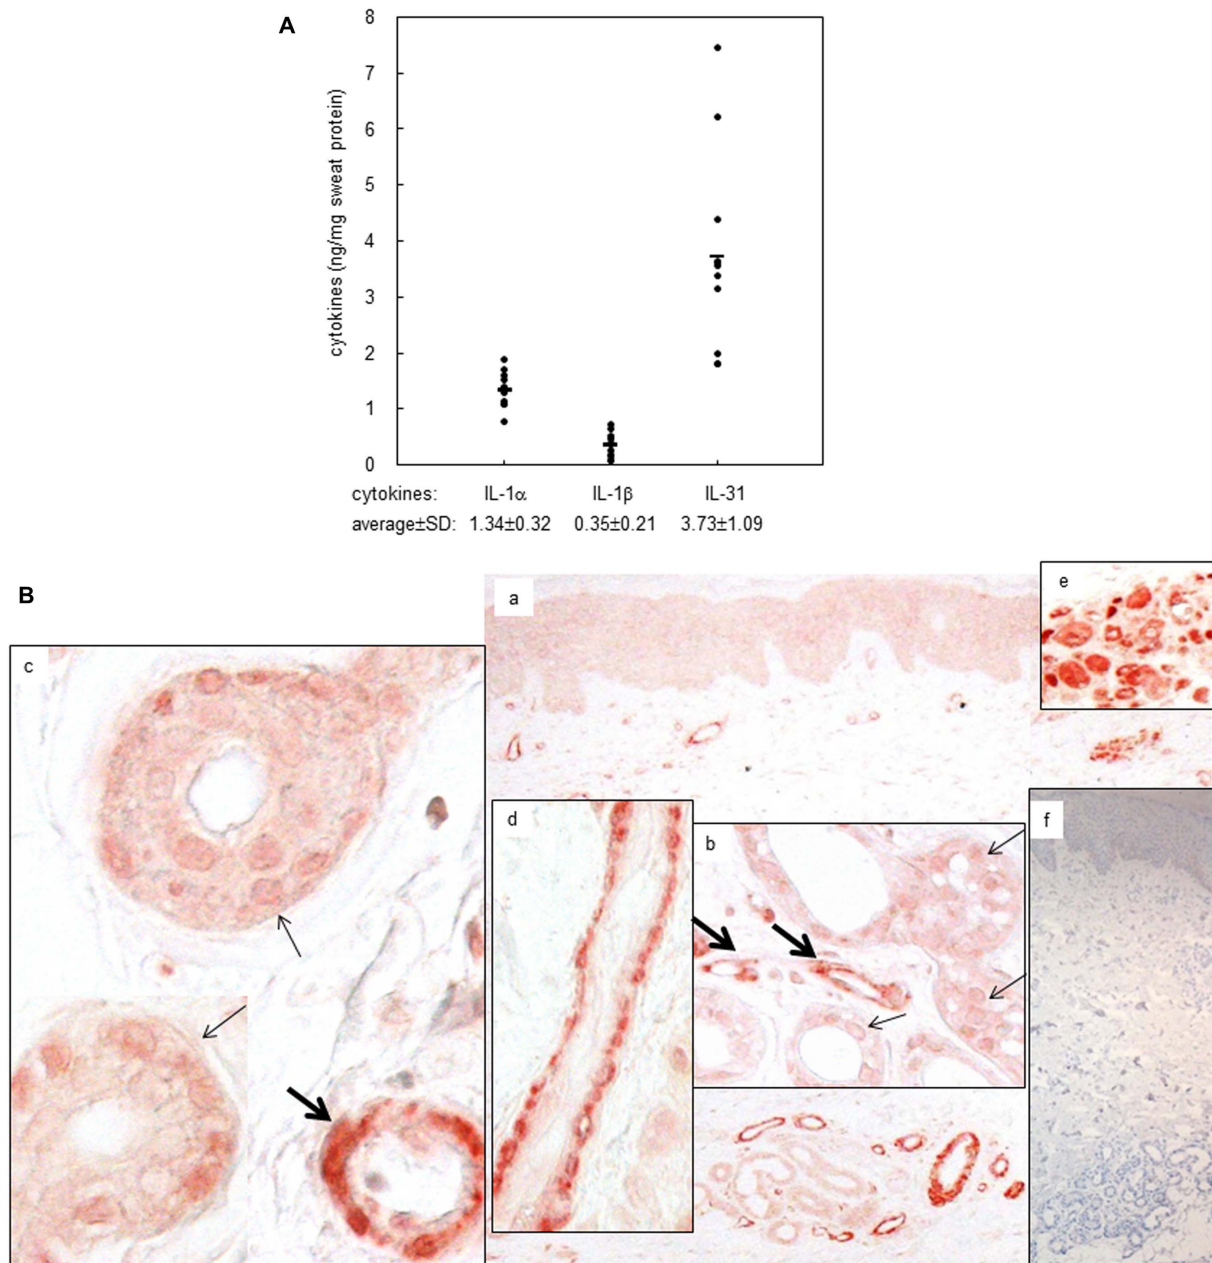 A
8
7
6
5
4
3
2
1
0
cytokines (ng/mg sweat protein)
cytokines: IL-1α IL-1β IL-31
average±SD: 1.34±0.32 0.35±0.21 3.73±1.09
B
a
e
c
d
b
f